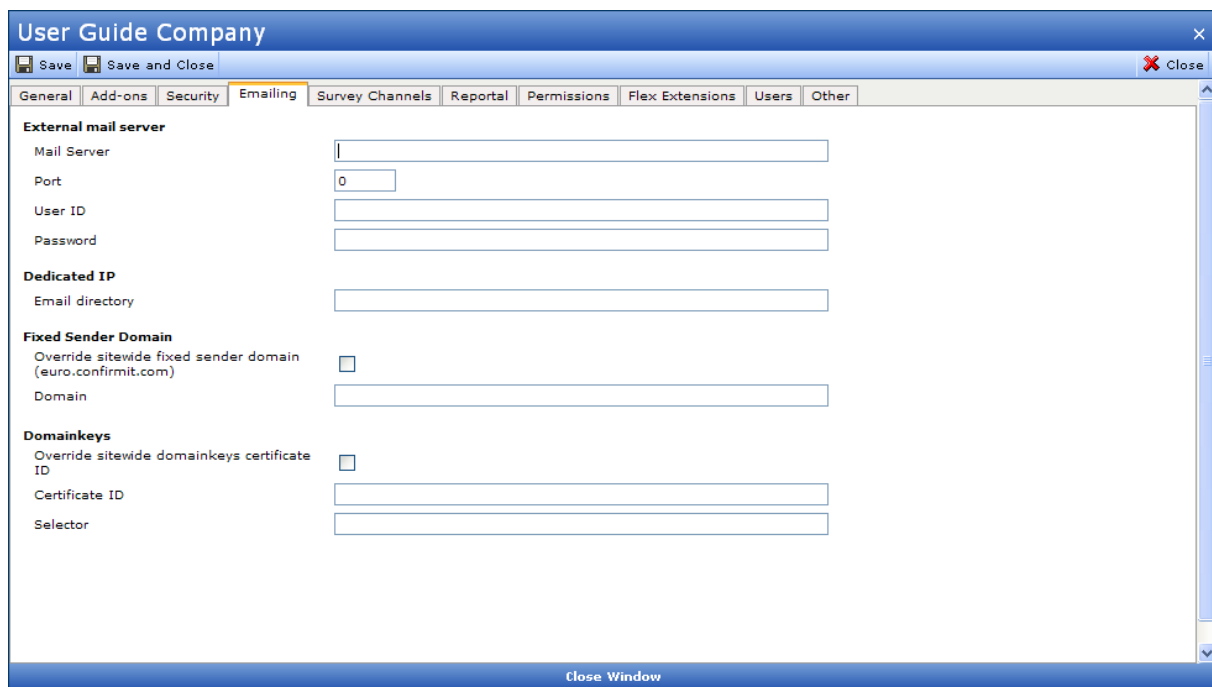 User Guide Company
Save Save and Close Close
General Add-ons Security Emailing Survey Channels Reportal Permissions Flex Extensions Users Other
External mail server
Mail Server
Port 0
User ID
Password
Dedicated IP
Email directory
Fixed Sender Domain
Override sitewide fixed sender domain
(euro.confirmit.com)
Domain
Domainkeys
Override sitewide domainkeys certificate
ID
Certificate ID
Selector
Close Window